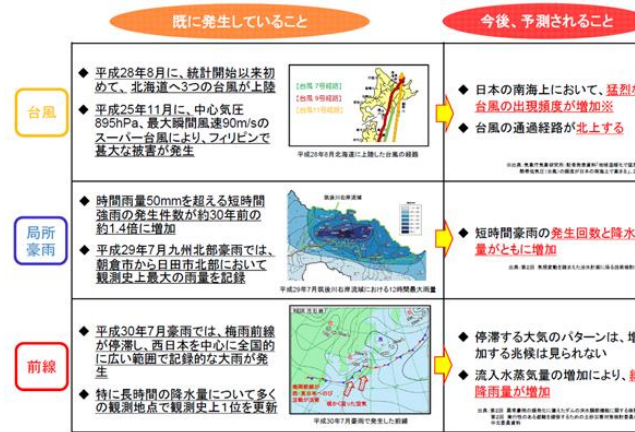 既に発生していること
今後、予測されること
台風
◆ 平成28年8月に、統計開始以来初
めて、北海道へ3つの台風が上陸
◆ 平成25年11月に、中心気圧
895hPa、最大瞬間風速90m/sの
スーパー台風により、フィリピンで
甚大な被害が発生
【台風 7号経路】
【台風 9号経路】
【台風11号経路】
平成28年8月北海道に上陸した台風の経路
◆ 日本の南海上において、猛烈な
台風の出現頻度が増加※
◆ 台風の通過経路が北上する
局所
豪雨
◆ 時間雨量50mmを超える短時間
強雨の発生件数が約30年前の
約1.4倍に増加
◆ 平成29年7月九州北部豪雨では、
朝倉市から日田市北部において
観測史上最大の雨量を記録
筑後川右岸流域
平成29年7月筑後川右岸流域における12時間最大雨量
◆ 短時間豪雨の発生回数と降水
量がともに増加
前線
◆ 平成30年7月豪雨では、梅雨前線
が停滞し、西日本を中心に全国的
に広い範囲で記録的な大雨が発
生
◆ 特に長時間の降水量について多く
の観測地点で観測史上1位を更新
平成30年7月豪雨で発生した前線
◆ 停滞する大気のパターンは、増
加する兆候は見られない
◆ 流入水蒸気量の増加により、
降雨量が増加